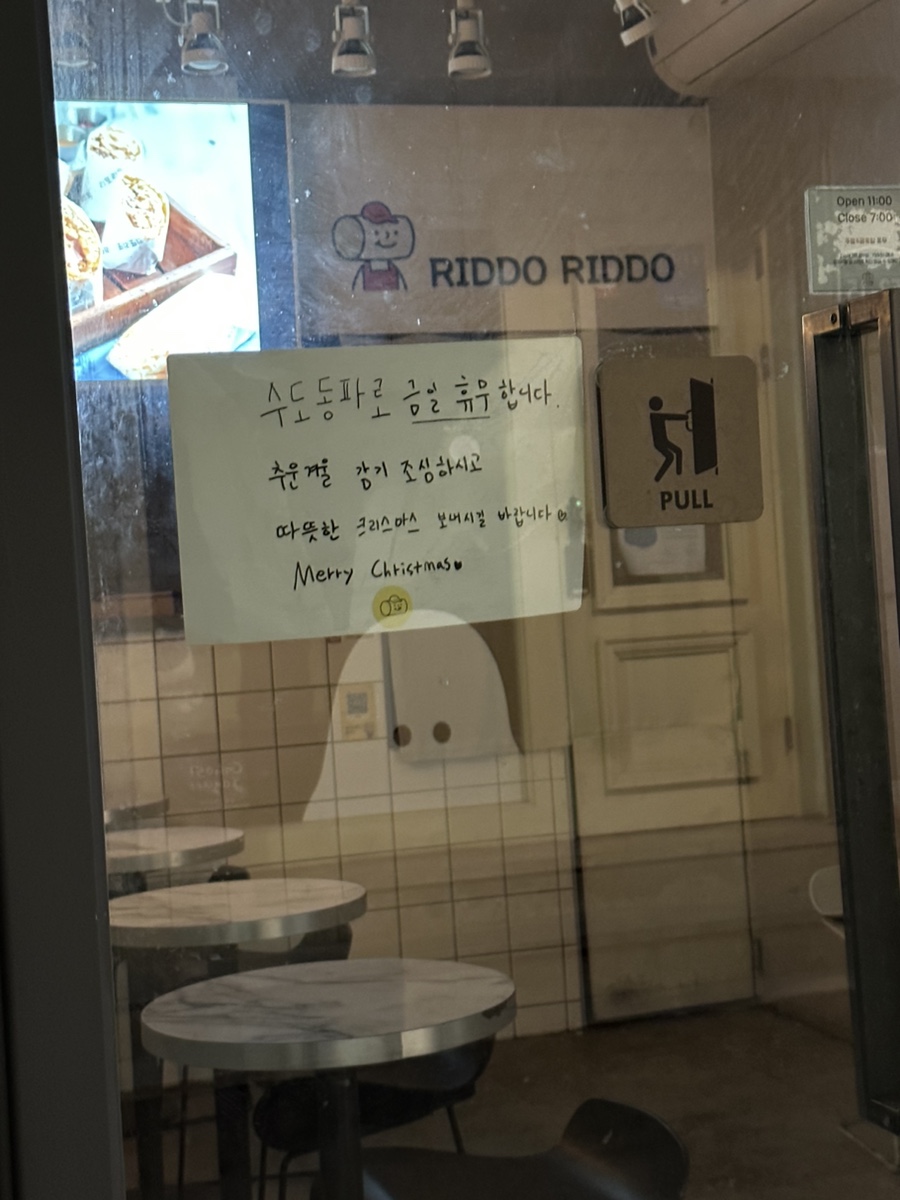 Open 11:00
Close 7:00
RIDDO RIDDO
수도동파로 금일 휴무합니다.
추운겨울 감기 조심하시고
따뜻한 크리스마스 보내시길 바랍니다
Merry Christmas
PULL